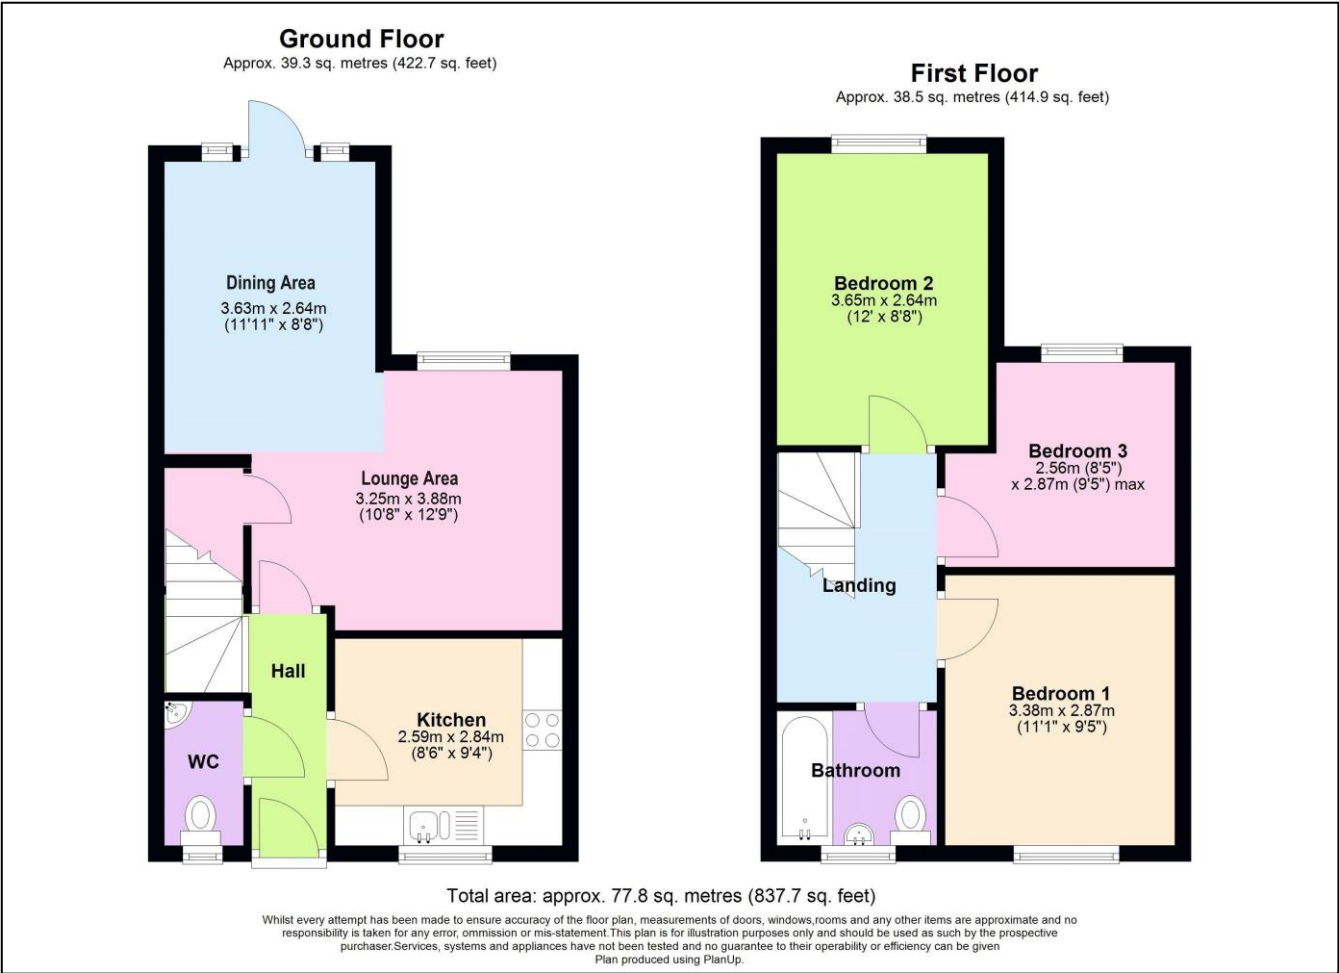 Ground Floor
Approx. 39.3 sq. metres (422.7 sq. feet)
Dining Area
3.63m x 2.64m
(11'11" x 8'8")
Lounge Area
3.25m x 3.88m
(10'8" x 12'9")
Hall
Kitchen
2.59m x 2.84m
(8'6" x 9'4")
WC
First Floor
Approx. 38.5 sq. metres (414.9 sq. feet)
Bedroom 2
3.65m x 2.64m
(12' x 8'8")
Bedroom 3
2.56m (8'5")
x 2.87m (9'5") max
Landing
Bedroom 1
3.38m x 2.87m
(11'1" x 9'5")
Bathroom
Total area: approx. 77.8 sq. metres (837.7 sq. feet)
Whilst every attempt has been made to ensure accuracy of the floor plan, measurements of doors, windows,rooms and any other items are approximate and no
responsibility is taken for any error, ommission or mis-statement.This plan is for illustration purposes only and should be used as such by the prospective
purchaser.Services, systems and appliances have not been tested and no guarantee to their operability or efficiency can be given
Plan produced using PlanUp.